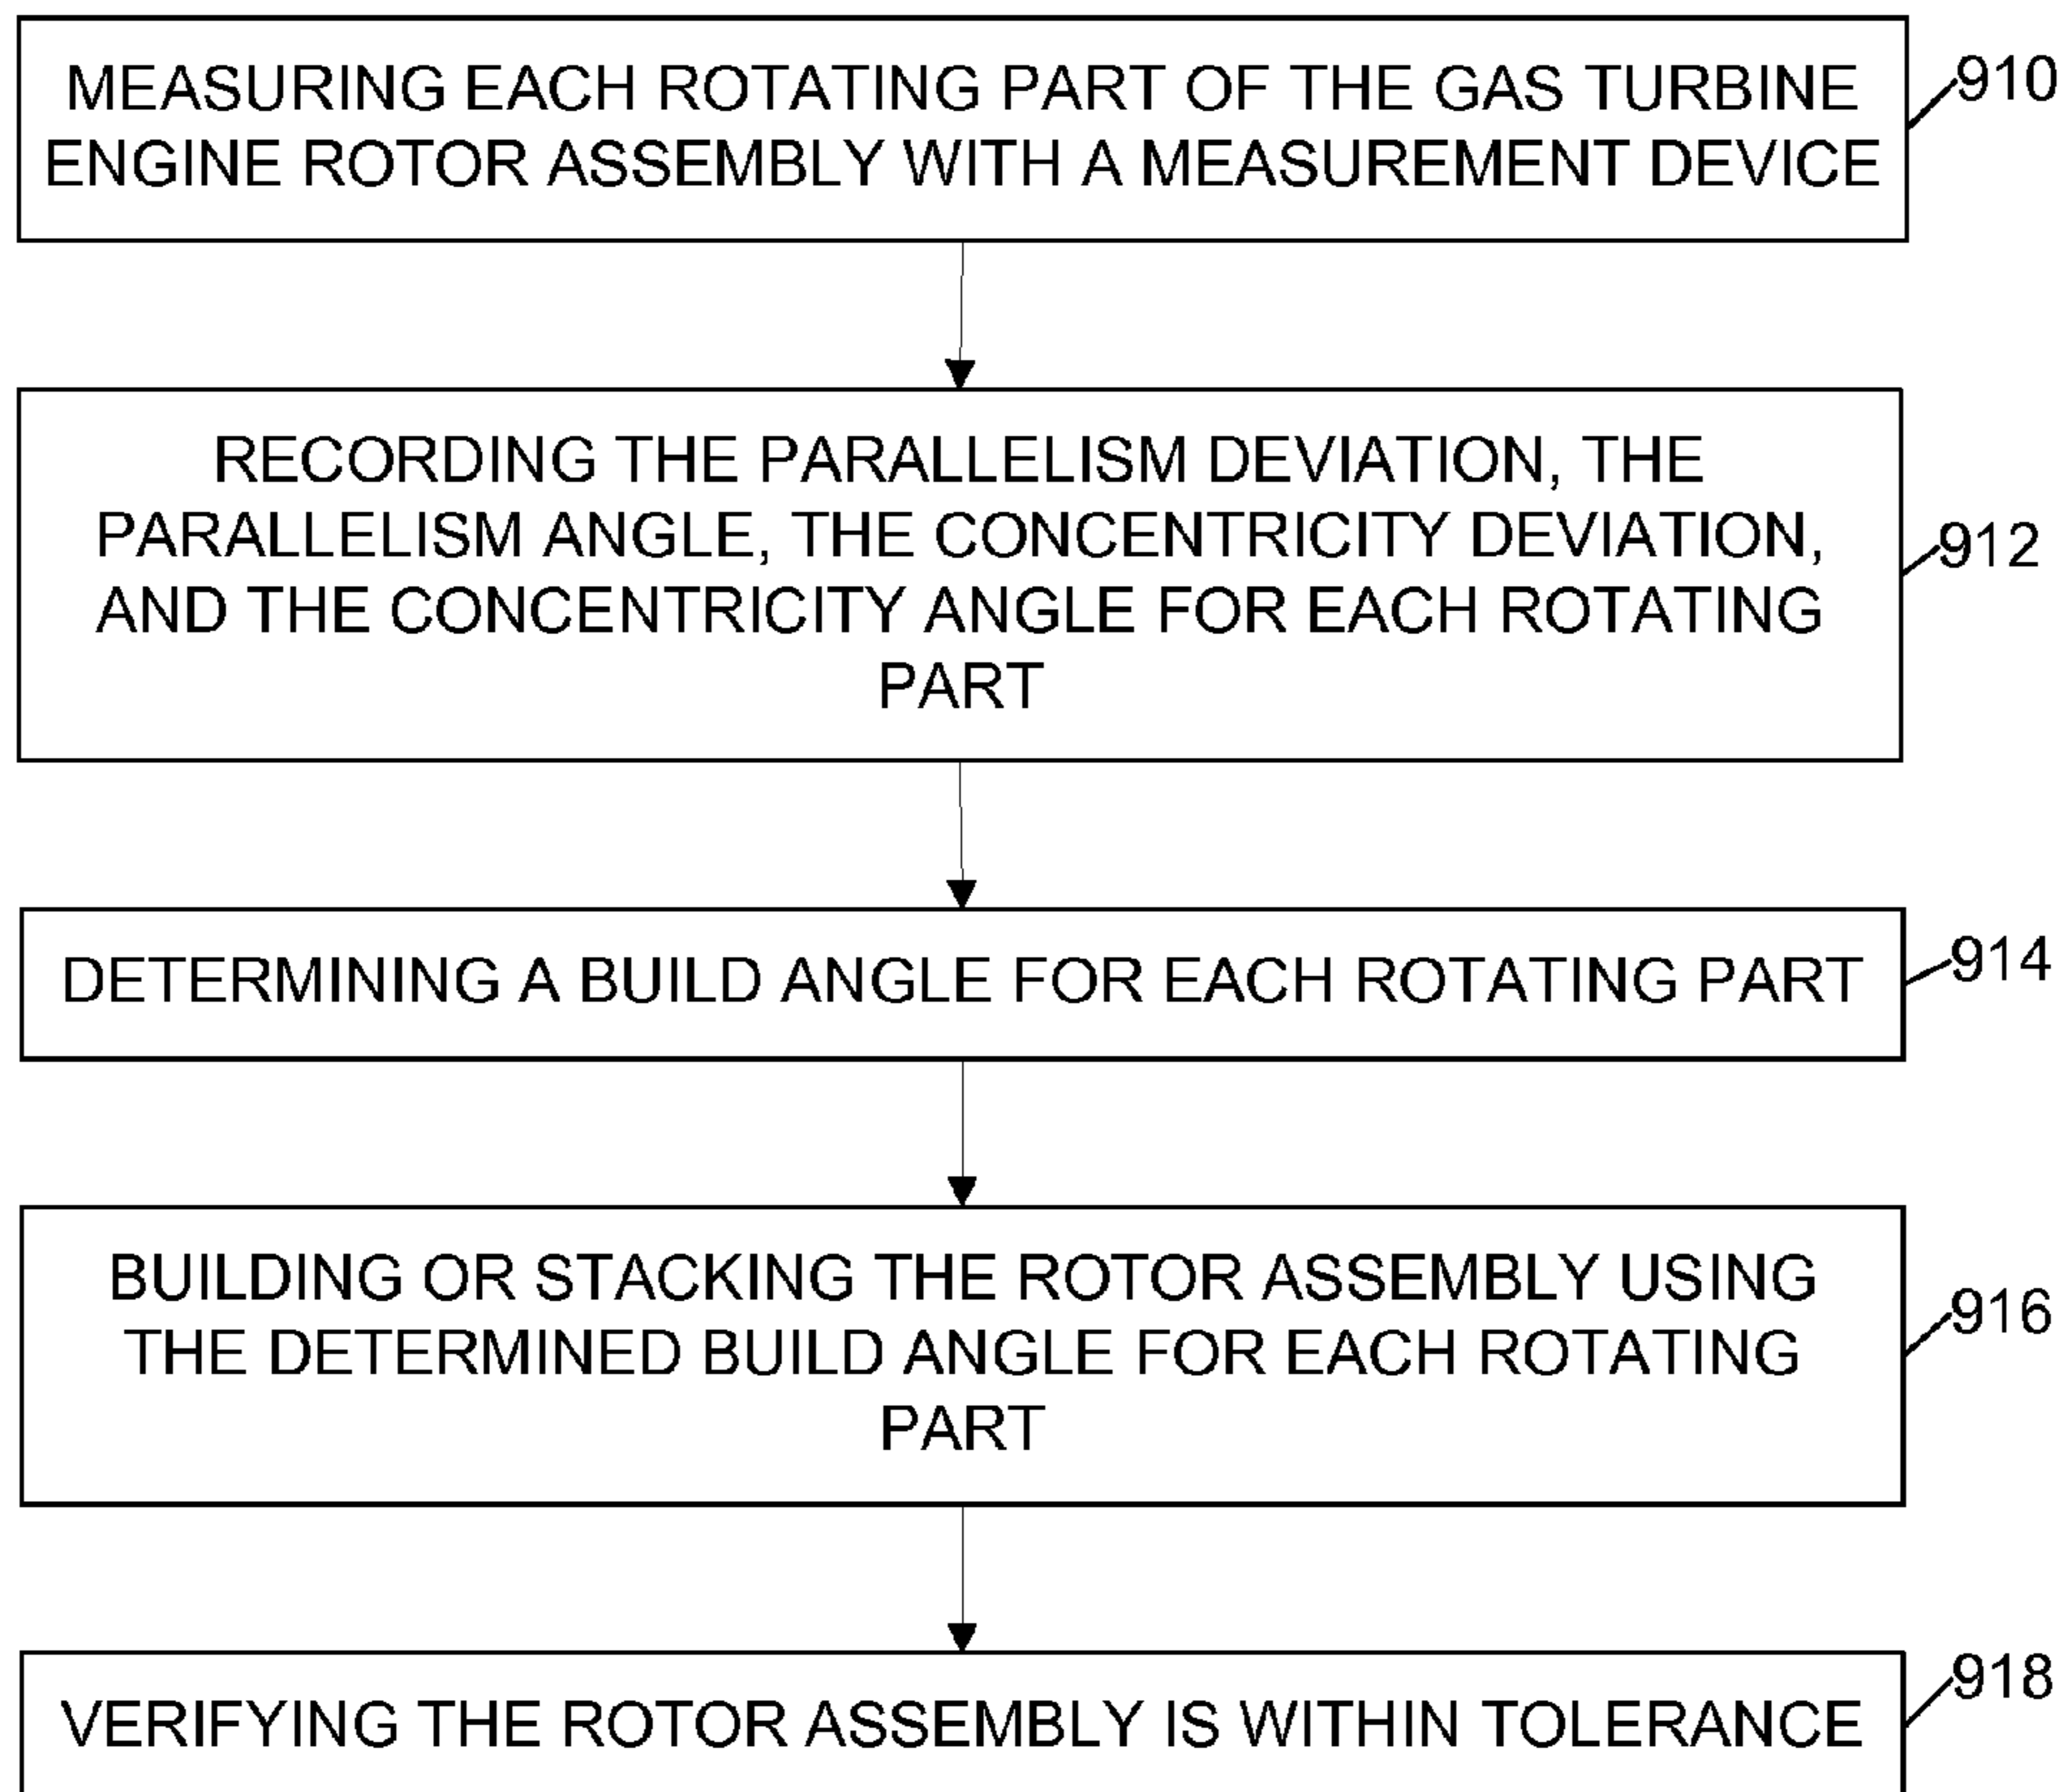 MEASURING EACH ROTATING PART OF THE GAS TURBINE
ENGINE ROTOR ASSEMBLY WITH A MEASUREMENT DEVICE
910
RECORDING THE PARALLELISM DEVIATION, THE
PARALLELISM ANGLE, THE CONCENTRICITY DEVIATION,
AND THE CONCENTRICITY ANGLE FOR EACH ROTATING
PART
912
DETERMINING A BUILD ANGLE FOR EACH ROTATING PART
914
BUILDING OR STACKING THE ROTOR ASSEMBLY USING
THE DETERMINED BUILD ANGLE FOR EACH ROTATING
PART
916
VERIFYING THE ROTOR ASSEMBLY IS WITHIN TOLERANCE
918